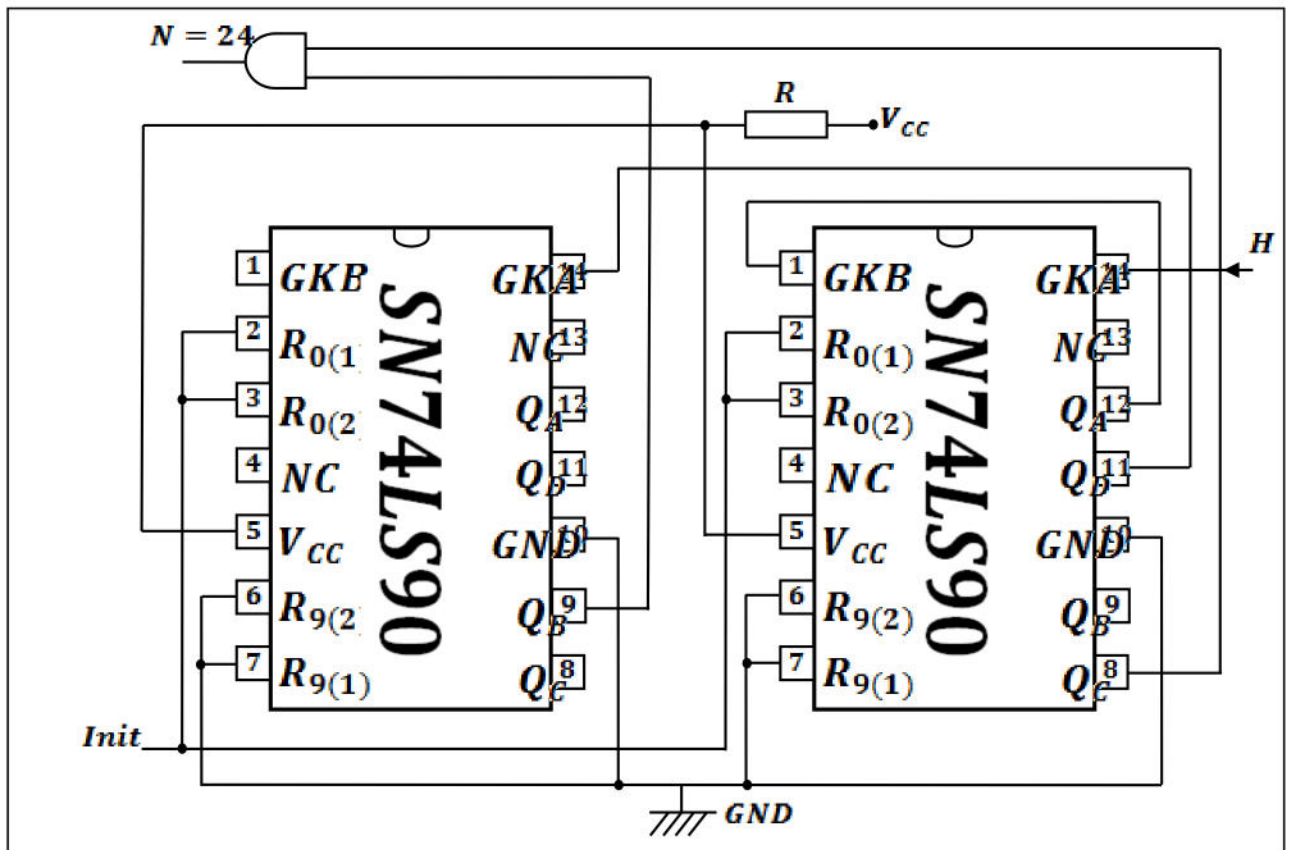 N = 24
R
V_CC
H
1 GKB
2 R_0(1)
3 R_0(2)
4 NC
5 V_CC
6 R_9(2)
7 R_9(1)
SN74LS90
GKA 14
NC 13
Q_A 12
Q_D 11
GND 10
Q_B 9
Q_C 8
1 GKB
2 R_0(1)
3 R_0(2)
4 NC
5 V_CC
6 R_9(2)
7 R_9(1)
SN74LS90
GKA 14
NC 13
Q_A 12
Q_D 11
GND 10
Q_B 9
Q_C 8
Init
GND